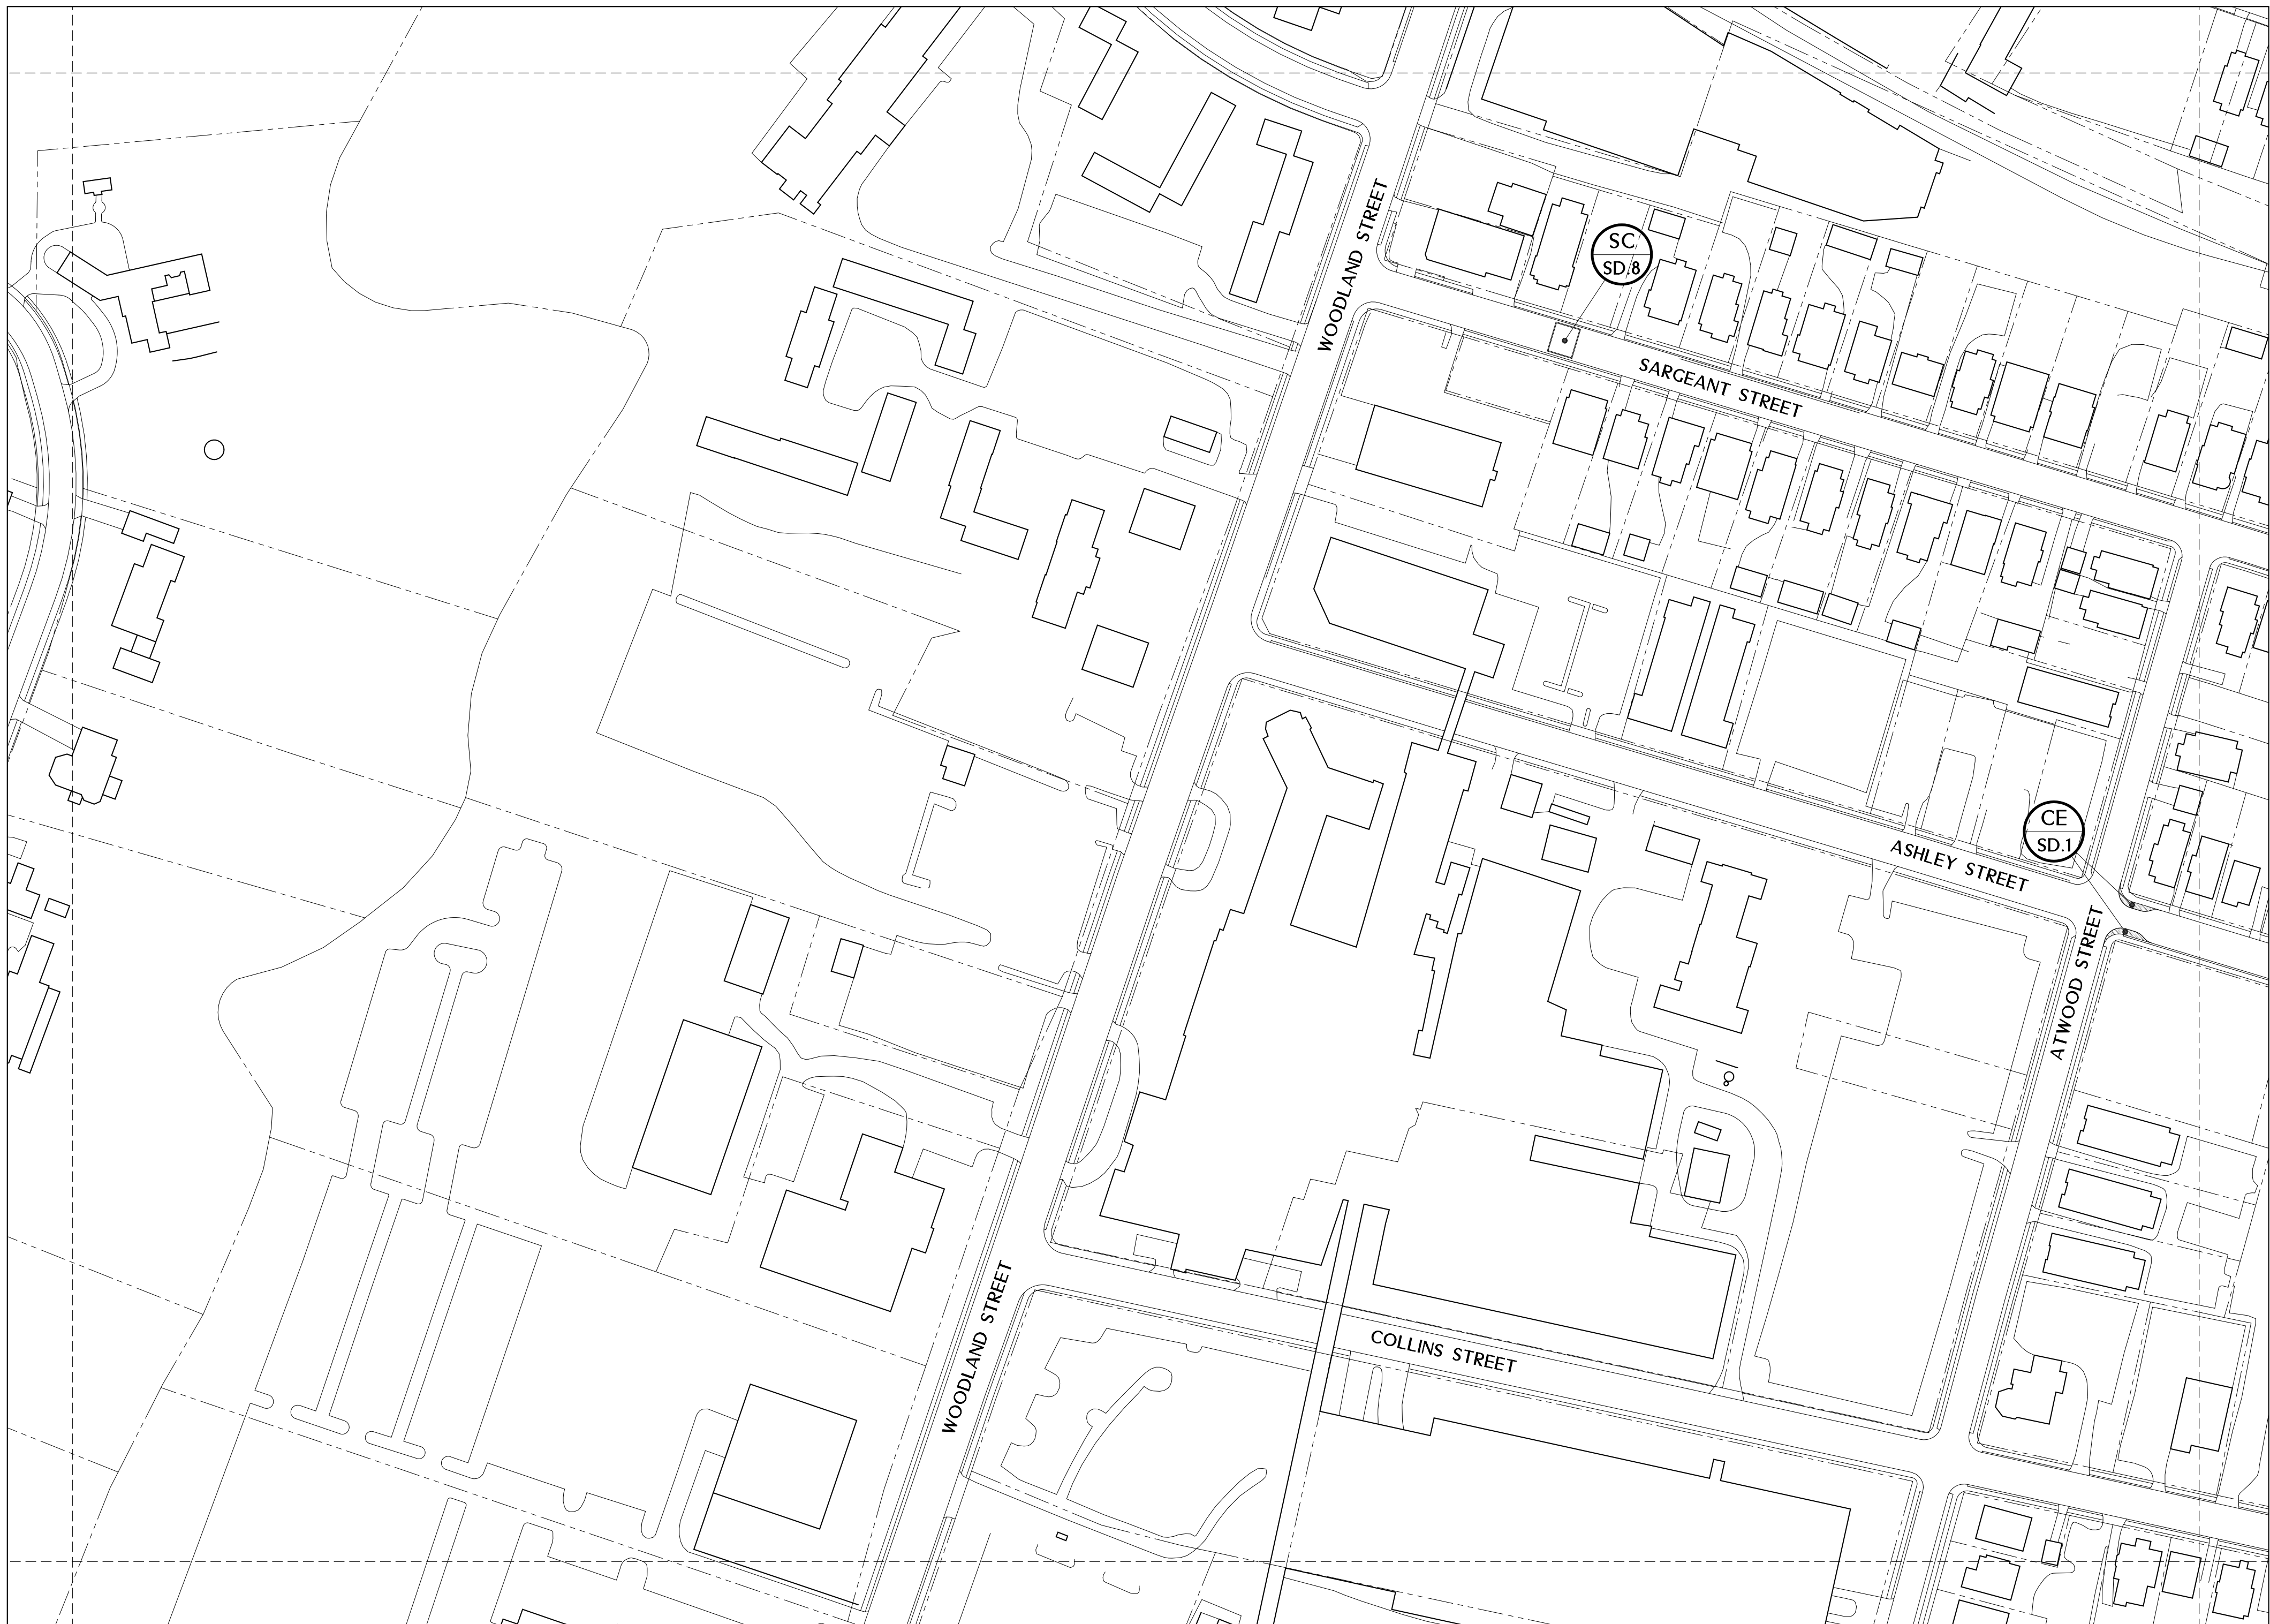 WOODLAND STREET
SC
SD.8
SARGEANT STREET
CE
SD.1
ASHLEY STREET
ATWOOD STREET
WOODLAND STREET
COLLINS STREET